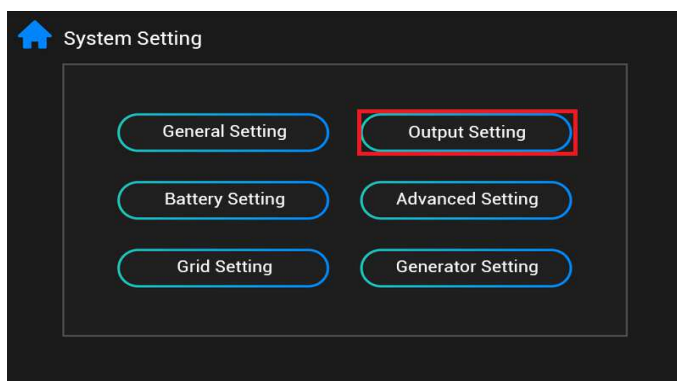 System Setting
General Setting
Output Setting
Battery Setting
Advanced Setting
Grid Setting
Generator Setting